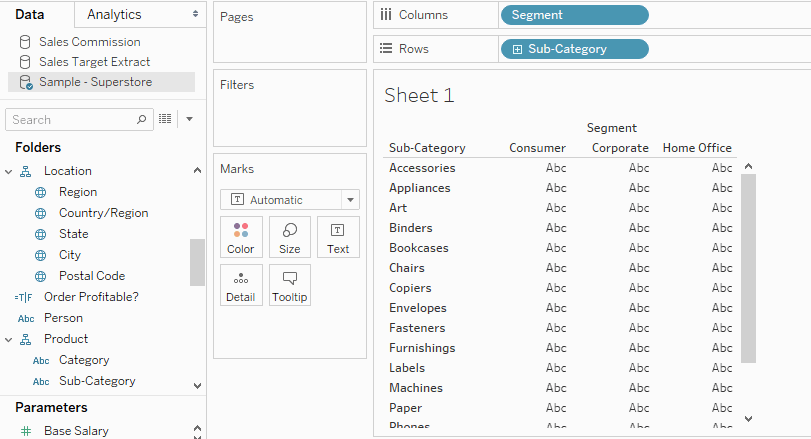 Data Analytics
Sales Commission
Sales Target Extract
Sample - Superstore
Search
Folders
Location
Region
Country/Region
State
City
Postal Code
=T|F Order Profitable?
Abc Person
Product
Abc Category
Abc Sub-Category
Parameters
# Base Salary
Pages
Filters
Marks
T Automatic
Color Size T Text
Detail Tooltip
Columns Segment
Rows Sub-Category
Sheet 1
Segment
Sub-Category Consumer Corporate Home Office
Accessories Abc Abc Abc
Appliances Abc Abc Abc
Art Abc Abc Abc
Binders Abc Abc Abc
Bookcases Abc Abc Abc
Chairs Abc Abc Abc
Copiers Abc Abc Abc
Envelopes Abc Abc Abc
Fasteners Abc Abc Abc
Furnishings Abc Abc Abc
Labels Abc Abc Abc
Machines Abc Abc Abc
Paper Abc Abc Abc
Phones Abc Abc Abc